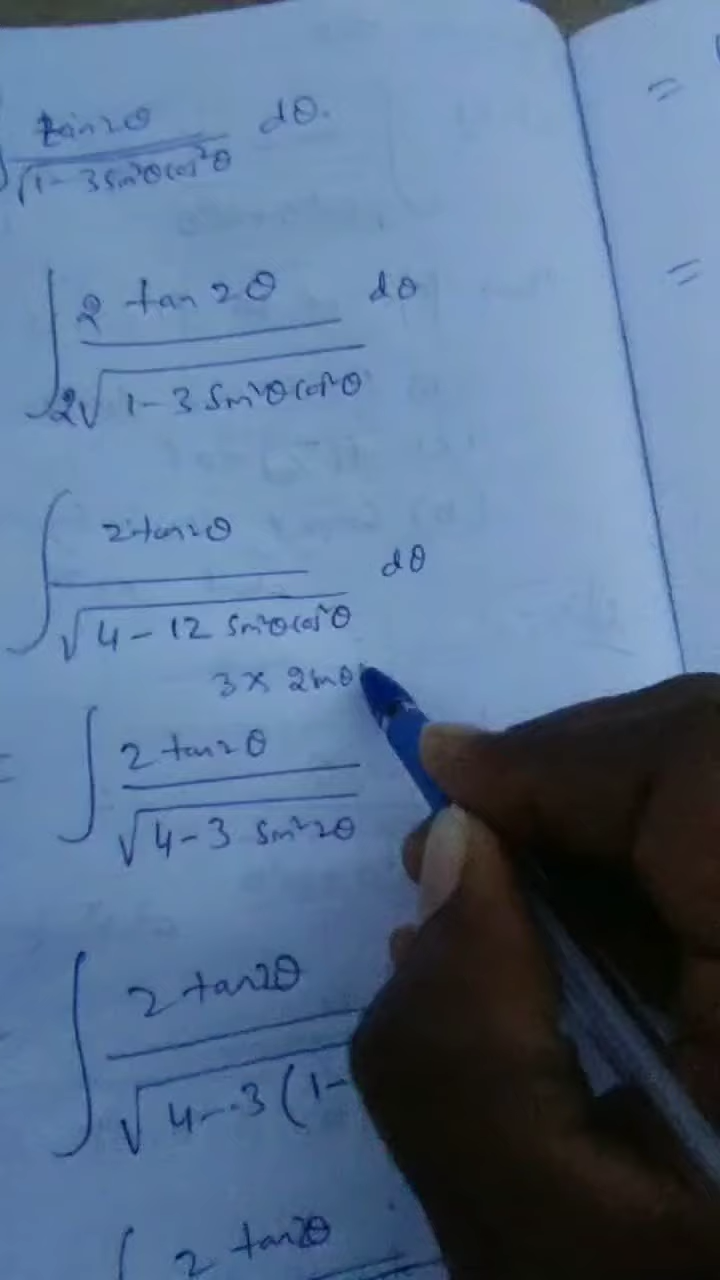 ∫ tan2θ / √(1-3sin²θcos²θ) dθ.
=
∫ 2 tan 2θ / 2√(1-3 sin²θcos²θ) dθ
=
∫ 2tan2θ / √(4-12 sin²θcos²θ) dθ
3× 2sinθ
= ∫ 2 tan2θ / √(4-3 sin²2θ)
∫ 2 tan2θ / √(4-3(1-
∫ 2 tan2θ